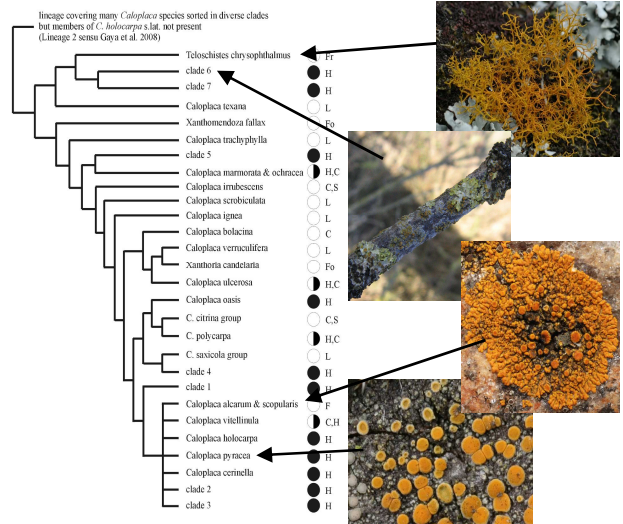 lineage covering many Caloplaca species sorted in diverse clades
but members of C. holocarpa s.lat. not present
(Lineage 2 sensu Gaya et al. 2008)
Teloschistes chrysophthalmus Fr
clade 6 H
clade 7 H
Caloplaca texana L
Xanthomendoza fallax Fo
Caloplaca trachyphylla L
clade 5 H
Caloplaca marmorata & ochracea H,C
Caloplaca irrubescens C,S
Caloplaca scrobiculata L
Caloplaca ignea L
Caloplaca bolacina C
Caloplaca verruculifera L
Xanthoria candelaria Fo
Caloplaca ulcerosa H,C
Caloplaca oasis H
C. citrina group C,S
C. polycarpa H,C
C. saxicola group L
clade 4 H
clade 1 H
Caloplaca alcarum & scopularis F
Caloplaca vitellinula C,H
Caloplaca holocarpa H
Caloplaca pyracea H
Caloplaca cerinella H
clade 2 H
clade 3 H